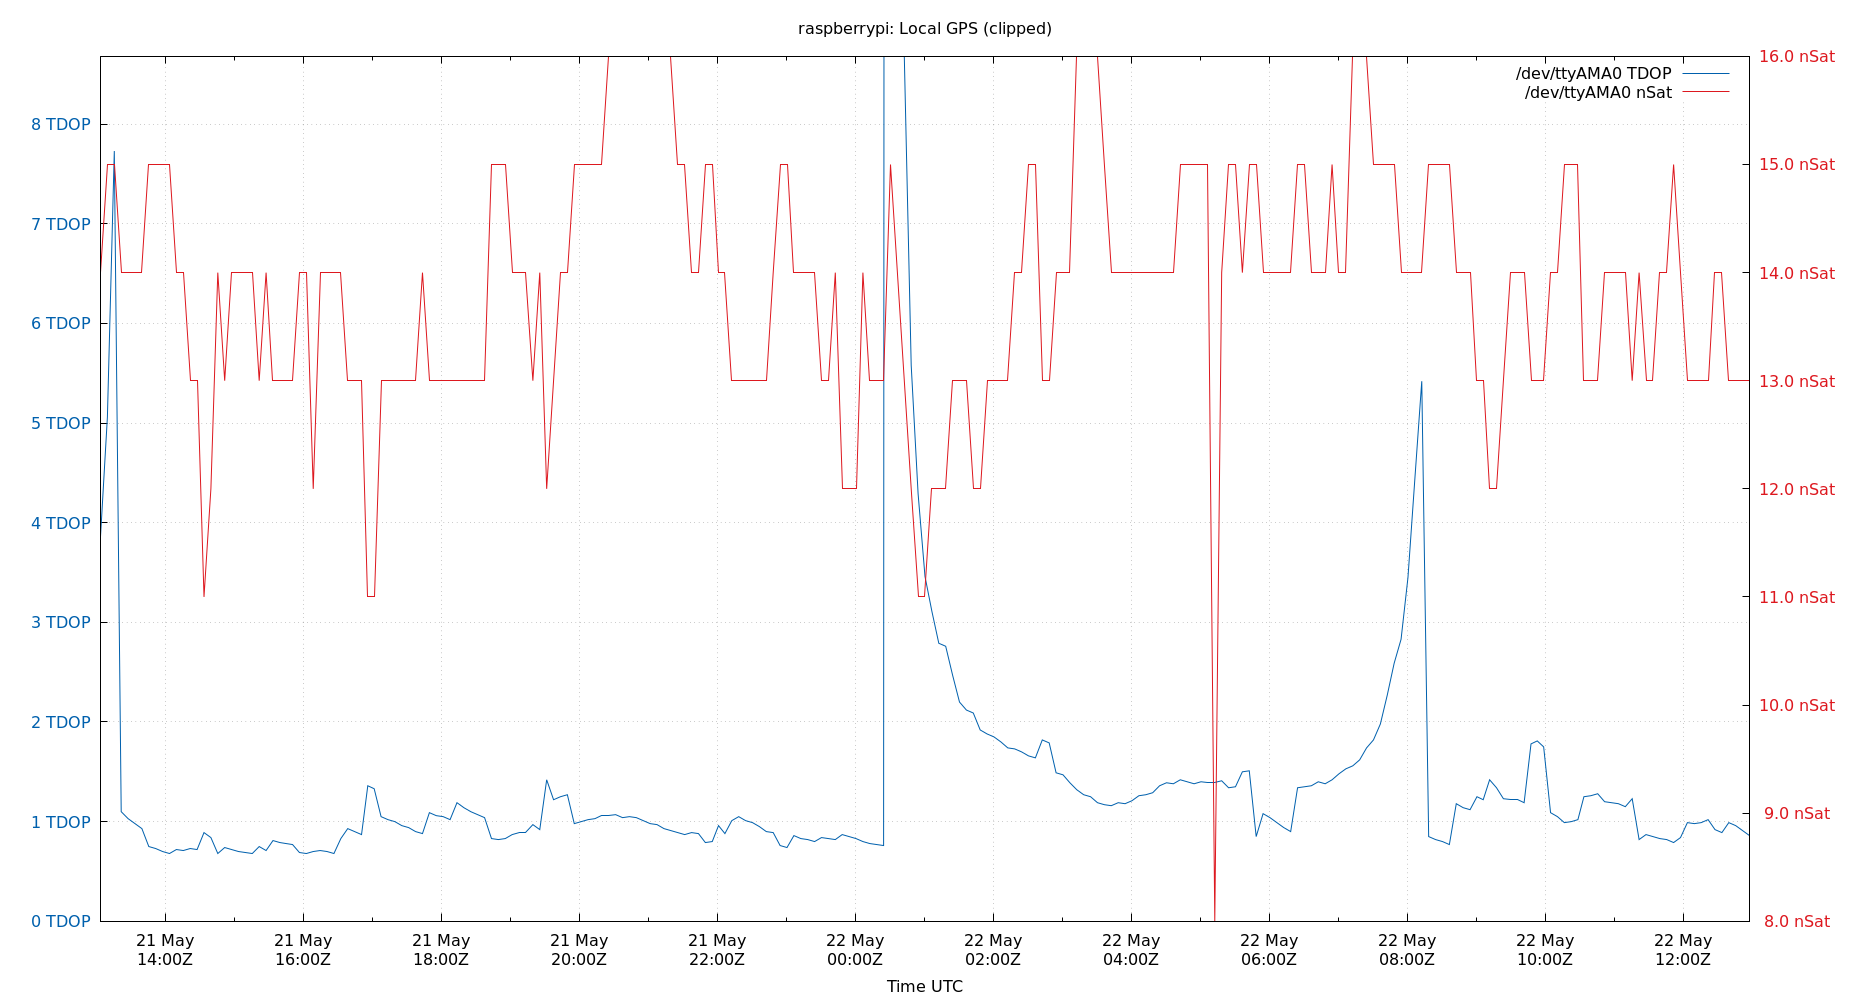 raspberrypi: Local GPS (clipped)
/dev/ttyAMA0 TDOP
/dev/ttyAMA0 nSat
8 TDOP
7 TDOP
6 TDOP
5 TDOP
4 TDOP
3 TDOP
2 TDOP
1 TDOP
0 TDOP
16.0 nSat
15.0 nSat
14.0 nSat
13.0 nSat
12.0 nSat
11.0 nSat
10.0 nSat
9.0 nSat
8.0 nSat
21 May 21 May 21 May 21 May 21 May 22 May 22 May 22 May 22 May 22 May 22 May 22 May
14:00Z 16:00Z 18:00Z 20:00Z 22:00Z 00:00Z 02:00Z 04:00Z 06:00Z 08:00Z 10:00Z 12:00Z
Time UTC